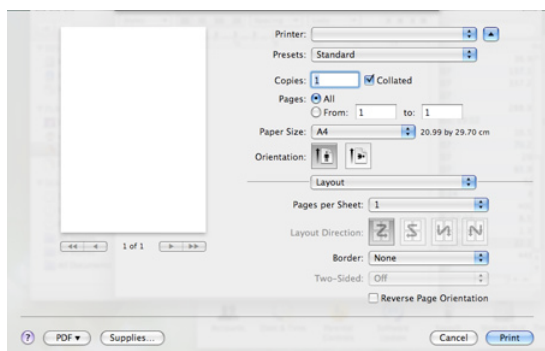 Printer:
Presets: Standard
Copies: 1 Collated
Pages: All
From: 1 to: 1
Paper Size: A4 20.99 by 29.70 cm
Orientation:
Layout
Pages per Sheet: 1
Layout Direction:
1 of 1
Border: None
Two-Sided: Off
Reverse Page Orientation
? PDF Supplies... Cancel Print